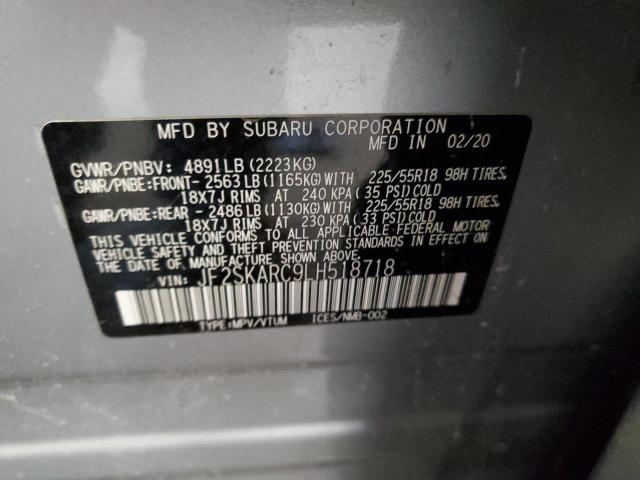 MFD BY SUBARU CORPORATION
MFD IN 02/20
GVWR/PNBV: 4891LB (2223KG)
GAWR/PNBE:FRONT- 2563 LB (1165KG) WITH 225/55R18 98H TIRES,
18X7J RIMS AT 240 KPA (35 PSI) COLD
GAWR/PNBE:REAR - 2486 LB (1130KG) WITH 225/55R18 98H TIRES,
18X7J RIMS AT 230 KPA (33 PSI) COLD
THIS VEHICLE CONFORMS TO ALL APPLICABLE FEDERAL MOTOR
VEHICLE SAFETY AND THEFT PREVENTION STANDARDS IN EFFECT ON
THE DATE OF MANUFACTURE SHOWN ABOVE.
VIN: JF2SKARC9LH518718
TYPE:MPV/VTUM ICES/NMB-002